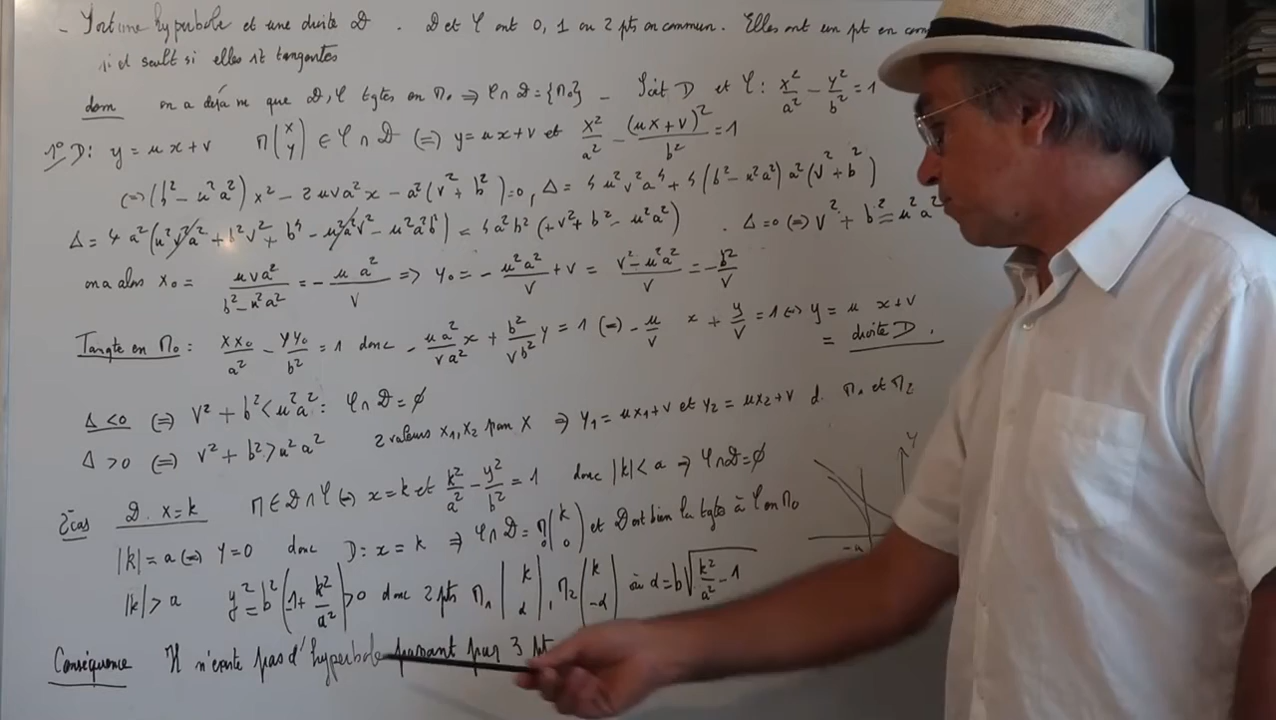 - Soit une hyperbole et une droite D . D et φ ont 0, 1 ou 2 pts en commun. Elles ont un pt en com
si et seult si elles st tangentes
dem on a déjà vu que D, φ tgtes en M₀ ⇒ φ∩D = {M₀} _ Soit D et φ : x²/a² - y²/b² = 1
1º/ D : y = ux+v M(x y) ∈ φ∩D (=) y = ux+v et x²/a² - (ux+v)²/b² = 1
(=) (b² - u²a²) x² - 2uva²x - a²(v² + b²) = 0, Δ = 4u²v²a⁴ + 4(b² - u²a²) a²(v² + b²)
Δ = 4a²(u²v²a² + b²v² + b⁴ - u²a²v² - u²a²b²) = 4a²b²(+v² + b² - u²a²) . Δ=0 (=) v² + b² = u²a²
on a alors x₀ = uva²/(b² - u²a²) = - ua²/v ⇒ y₀ = - u²a²/v + v = (v² - u²a²)/v = - b²/v
Tangte en M₀ : xx₀/a² - yy₀/b² = 1 donc - ua²/va² x + b²/vb² y = 1 (=) - u/v x + y/v = 1 (=) y = u x+v
= droite D.
Δ<0 (=) v² + b² < u²a² : φ∩D = ∅
Δ>0 (=) v² + b² > u²a² 2 valeurs x₁, x₂ pour x ⇒ y₁ = ux₁+v et y₂ = ux₂+v d. M₁ et M₂
2º cas D . x=k M ∈ D∩φ (=) x=k et k²/a² - y²/b² = 1 donc |k| < a ⇒ φ∩D = ∅
|k| = a (=) y=0 donc D : x = k ⇒ φ∩D = M₀(k 0) et D est bien la tgte à φ en M₀
|k| > a y² = b²(-1 + k²/a²) > 0 donc 2 pts M₁ |k α|, M₂ |k -α| où α = b√(k²/a² - 1)
Y
-a
Conséquence Il n'existe pas d'hyperbole passant par 3 pt